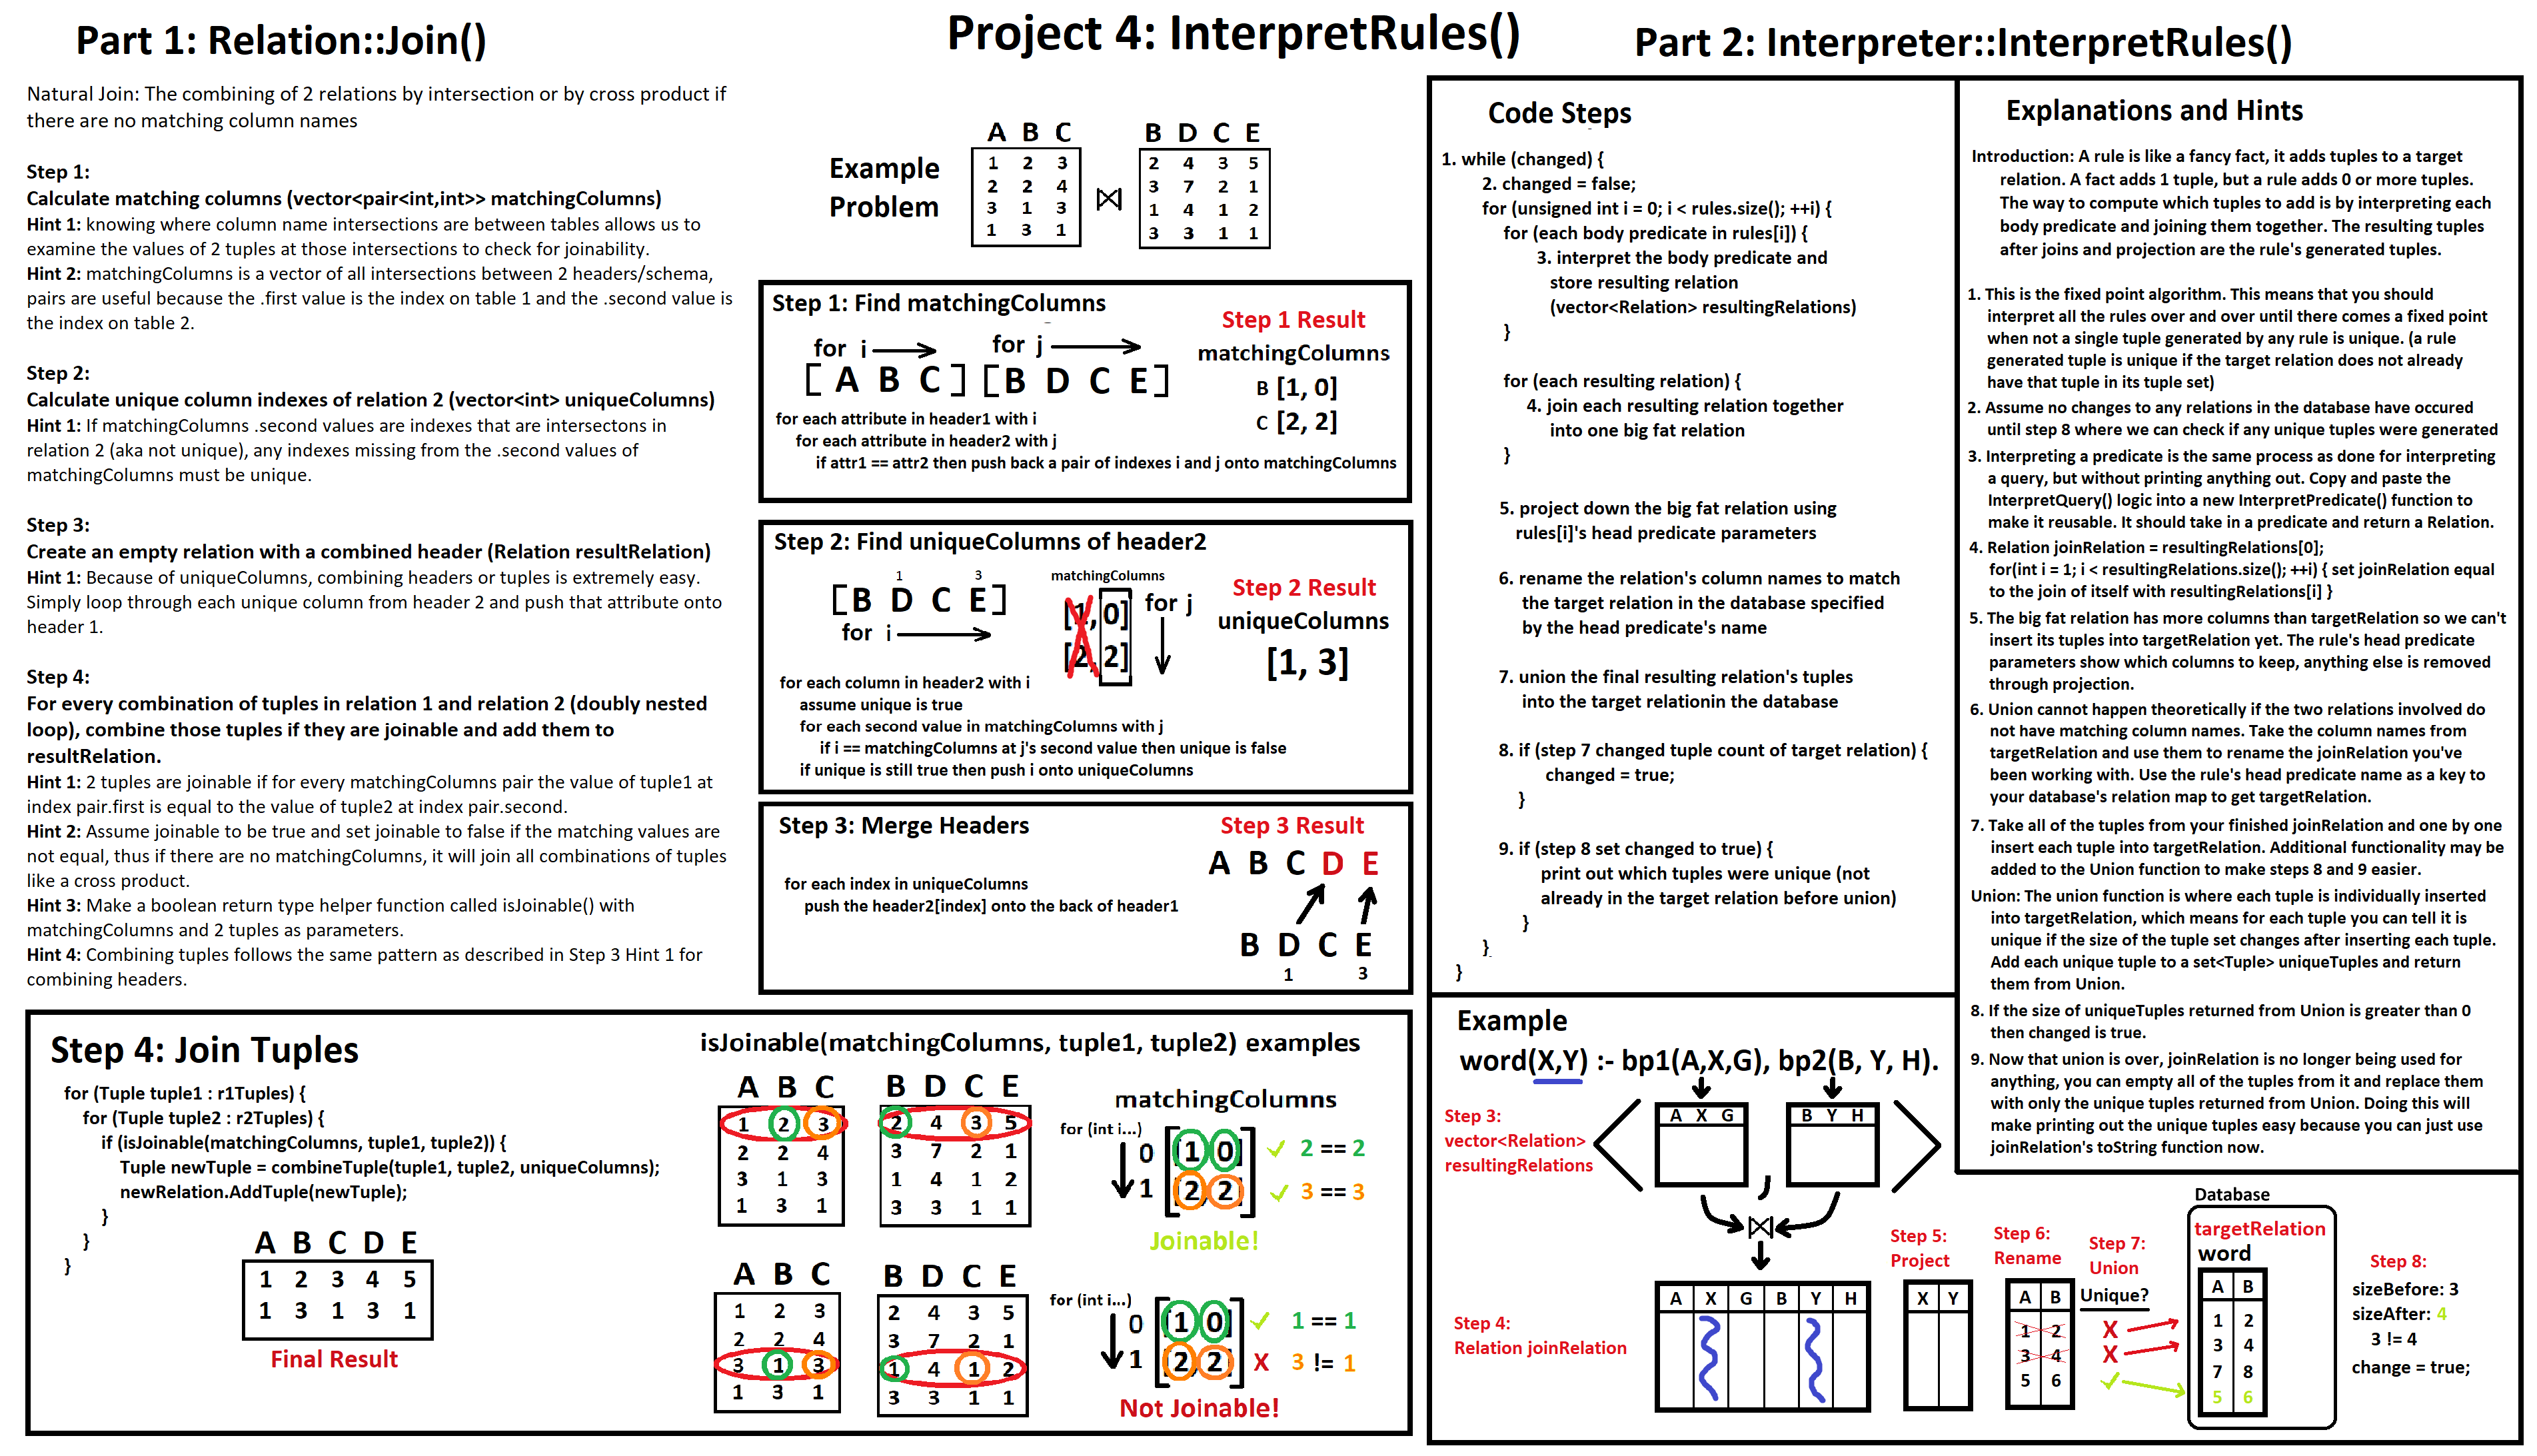 Project 4: InterpretRules()
Part 1: Relation::Join()
Natural Join: The combining of 2 relations by intersection or by cross product if
there are no matching column names
Step 1:
Calculate matching columns (vector<pair<int,int>> matchingColumns)
Hint 1: knowing where column name intersections are between tables allows us to
examine the values of 2 tuples at those intersections to check for joinability.
Hint 2: matchingColumns is a vector of all intersections between 2 headers/schema,
pairs are useful because the .first value is the index on table 1 and the .second value is
the index on table 2.
Step 2:
Calculate unique column indexes of relation 2 (vector<int> uniqueColumns)
Hint 1: If matchingColumns .second values are indexes that are intersectons in
relation 2 (aka not unique), any indexes missing from the .second values of
matchingColumns must be unique.
Step 3:
Create an empty relation with a combined header (Relation resultRelation)
Hint 1: Because of uniqueColumns, combining headers or tuples is extremely easy.
Simply loop through each unique column from header 2 and push that attribute onto
header 1.
Step 4:
For every combination of tuples in relation 1 and relation 2 (doubly nested
loop), combine those tuples if they are joinable and add them to
resultRelation.
Hint 1: 2 tuples are joinable if for every matchingColumns pair the value of tuple1 at
index pair.first is equal to the value of tuple2 at index pair.second.
Hint 2: Assume joinable to be true and set joinable to false if the matching values are
not equal, thus if there are no matchingColumns, it will join all combinations of tuples
like a cross product.
Hint 3: Make a boolean return type helper function called isJoinable() with
matchingColumns and 2 tuples as parameters.
Hint 4: Combining tuples follows the same pattern as described in Step 3 Hint 1 for
combining headers.
Example
Problem
A B C
1 2 3
2 2 4
3 1 3
1 3 1
⋈
B D C E
2 4 3 5
3 7 2 1
1 4 1 2
3 3 1 1
Step 1: Find matchingColumns
for i
for j
[ A B C ] [B D C E]
for each attribute in header1 with i
for each attribute in header2 with j
if attr1 == attr2 then push back a pair of indexes i and j onto matchingColumns
Step 1 Result
matchingColumns
B [1, 0]
C [2, 2]
Step 2: Find uniqueColumns of header2
1 3
[B D C E]
for i
matchingColumns
[1, 0]
[2, 2]
for j
for each column in header2 with i
assume unique is true
for each second value in matchingColumns with j
if i == matchingColumns at j's second value then unique is false
if unique is still true then push i onto uniqueColumns
Step 2 Result
uniqueColumns
[1, 3]
Step 3: Merge Headers
for each index in uniqueColumns
push the header2[index] onto the back of header1
Step 3 Result
A B C D E
B D C E
1 3
Step 4: Join Tuples
for (Tuple tuple1 : r1Tuples) {
for (Tuple tuple2 : r2Tuples) {
if (isJoinable(matchingColumns, tuple1, tuple2)) {
Tuple newTuple = combineTuple(tuple1, tuple2, uniqueColumns);
newRelation.AddTuple(newTuple);
}
}
}
A B C D E
1 2 3 4 5
1 3 1 3 1
Final Result
isJoinable(matchingColumns, tuple1, tuple2) examples
A B C
1 2 3
2 2 4
3 1 3
1 3 1
B D C E
2 4 3 5
3 7 2 1
1 4 1 2
3 3 1 1
matchingColumns
for (int i...)
0 [1 0] ✓ 2 == 2
1 [2, 2] ✓ 3 == 3
Joinable!
A B C
1 2 3
2 2 4
3 1 3
1 3 1
B D C E
2 4 3 5
3 7 2 1
1 4 1 2
3 3 1 1
for (int i...)
0 [1 0] ✓ 1 == 1
1 [2, 2] X 3 != 1
Not Joinable!
Part 2: Interpreter::InterpretRules()
Code Steps
1. while (changed) {
2. changed = false;
for (unsigned int i = 0; i < rules.size(); ++i) {
for (each body predicate in rules[i]) {
3. interpret the body predicate and
store resulting relation
(vector<Relation> resultingRelations)
}
for (each resulting relation) {
4. join each resulting relation together
into one big fat relation
}
5. project down the big fat relation using
rules[i]'s head predicate parameters
6. rename the relation's column names to match
the target relation in the database specified
by the head predicate's name
7. union the final resulting relation's tuples
into the target relationin the database
8. if (step 7 changed tuple count of target relation) {
changed = true;
}
9. if (step 8 set changed to true) {
print out which tuples were unique (not
already in the target relation before union)
}
}
}
Explanations and Hints
Introduction: A rule is like a fancy fact, it adds tuples to a target
relation. A fact adds 1 tuple, but a rule adds 0 or more tuples.
The way to compute which tuples to add is by interpreting each
body predicate and joining them together. The resulting tuples
after joins and projection are the rule's generated tuples.
1. This is the fixed point algorithm. This means that you should
interpret all the rules over and over until there comes a fixed point
when not a single tuple generated by any rule is unique. (a rule
generated tuple is unique if the target relation does not already
have that tuple in its tuple set)
2. Assume no changes to any relations in the database have occured
until step 8 where we can check if any unique tuples were generated
3. Interpreting a predicate is the same process as done for interpreting
a query, but without printing anything out. Copy and paste the
InterpretQuery() logic into a new InterpretPredicate() function to
make it reusable. It should take in a predicate and return a Relation.
4. Relation joinRelation = resultingRelations[0];
for(int i = 1; i < resultingRelations.size(); ++i) { set joinRelation equal
to the join of itself with resultingRelations[i] }
5. The big fat relation has more columns than targetRelation so we can't
insert its tuples into targetRelation yet. The rule's head predicate
parameters show which columns to keep, anything else is removed
through projection.
6. Union cannot happen theoretically if the two relations involved do
not have matching column names. Take the column names from
targetRelation and use them to rename the joinRelation you've
been working with. Use the rule's head predicate name as a key to
your database's relation map to get targetRelation.
7. Take all of the tuples from your finished joinRelation and one by one
insert each tuple into targetRelation. Additional functionality may be
added to the Union function to make steps 8 and 9 easier.
Union: The union function is where each tuple is individually inserted
into targetRelation, which means for each tuple you can tell it is
unique if the size of the tuple set changes after inserting each tuple.
Add each unique tuple to a set<Tuple> uniqueTuples and return
them from Union.
8. If the size of uniqueTuples returned from Union is greater than 0
then changed is true.
9. Now that union is over, joinRelation is no longer being used for
anything, you can empty all of the tuples from it and replace them
with only the unique tuples returned from Union. Doing this will
make printing out the unique tuples easy because you can just use
joinRelation's toString function now.
Example
word(X,Y) :- bp1(A,X,G), bp2(B, Y, H).
Step 3:
vector<Relation>
resultingRelations
A X G
,
B Y H
⋈
Step 4:
Relation joinRelation
A X G B Y H
Step 5:
Project
X Y
Step 6:
Rename
A B
1 2
3 4
5 6
Step 7:
Union
Unique?
X
X
✓
Database
targetRelation
word
A B
1 2
3 4
7 8
5 6
Step 8:
sizeBefore: 3
sizeAfter: 4
3 != 4
change = true;